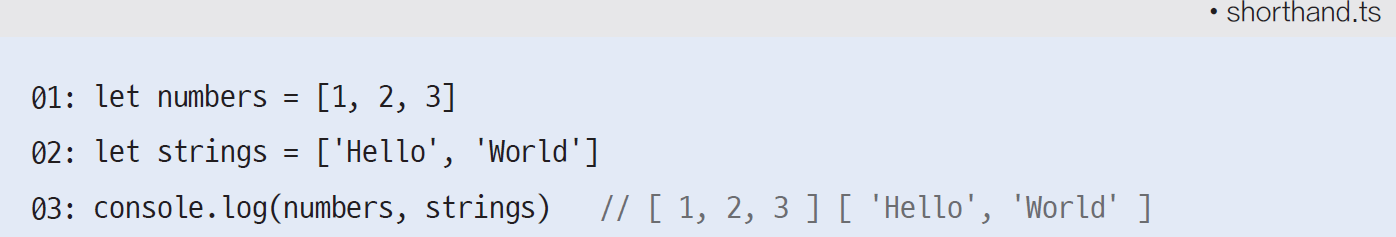 • shorthand.ts
01: let numbers = [1, 2, 3]
02: let strings = ['Hello', 'World']
03: console.log(numbers, strings)   // [ 1, 2, 3 ] [ 'Hello', 'World' ]